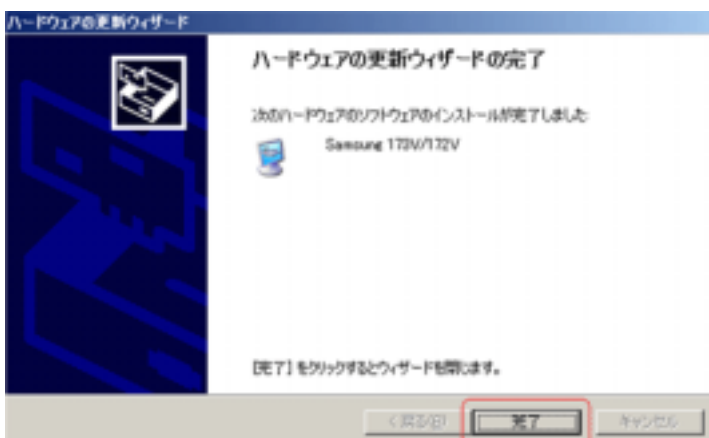 ハードウェアの更新ウィザード
ハードウェアの更新ウィザードの完了
次のハードウェアのソフトウェアのインストールが完了しました:
Samsung 173V/172V
[完了] をクリックするとウィザードを閉じます。
< 戻る(B)
完了
キャンセル